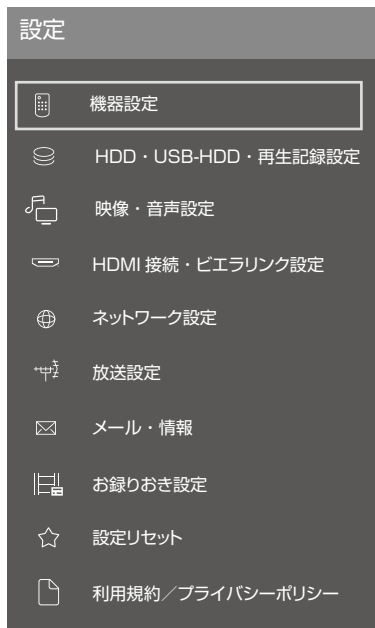 設定
機器設定
HDD・USB-HDD・再生記録設定
映像・音声設定
HDMI 接続・ビエラリンク設定
ネットワーク設定
放送設定
メール・情報
お録りおき設定
設定リセット
利用規約／プライバシーポリシー